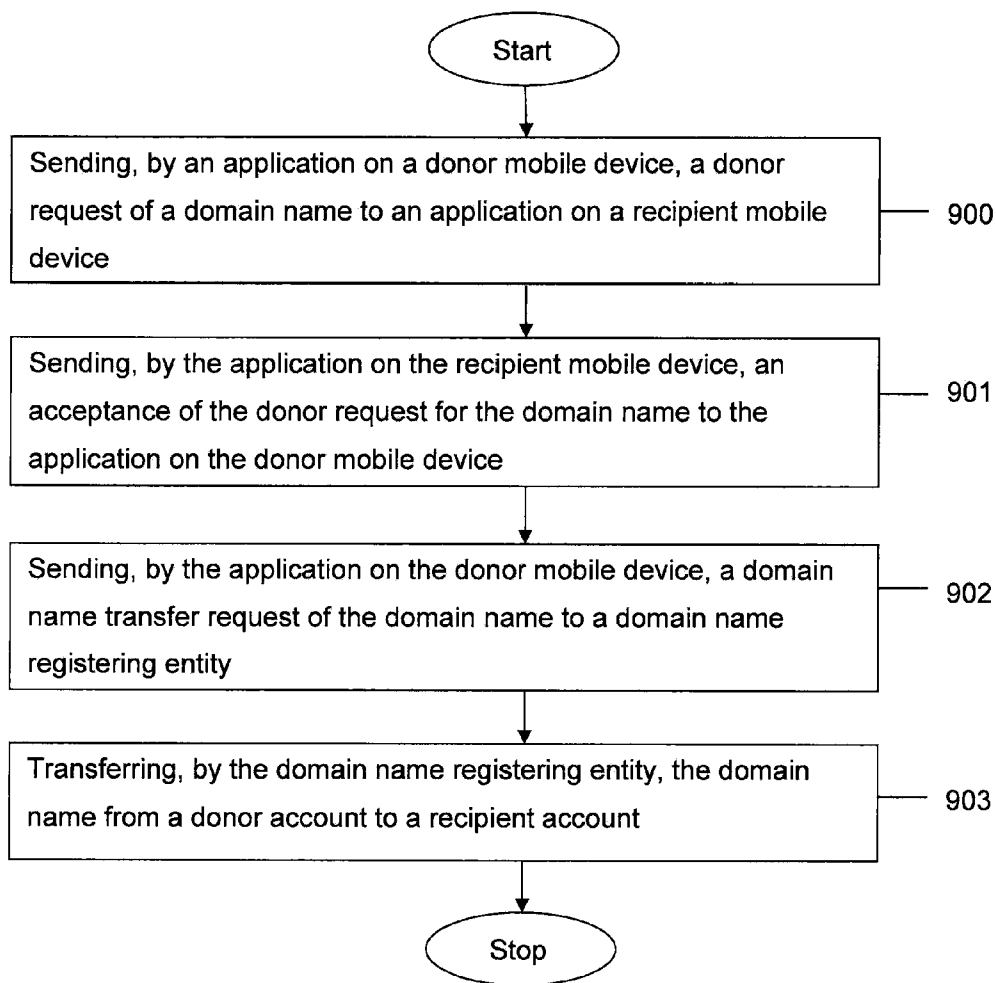 Start
Sending, by an application on a donor mobile device, a donor
request of a domain name to an application on a recipient mobile
device
900
Sending, by the application on the recipient mobile device, an
acceptance of the donor request for the domain name to the
application on the donor mobile device
901
Sending, by the application on the donor mobile device, a domain
name transfer request of the domain name to a domain name
registering entity
902
Transferring, by the domain name registering entity, the domain
name from a donor account to a recipient account
903
Stop